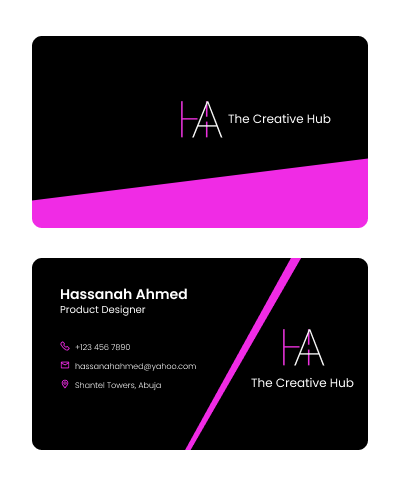 HA
The Creative Hub
Hassanah Ahmed
Product Designer
+123 456 7890
hassanahahmed@yahoo.com
Shantel Towers, Abuja
HA
The Creative Hub